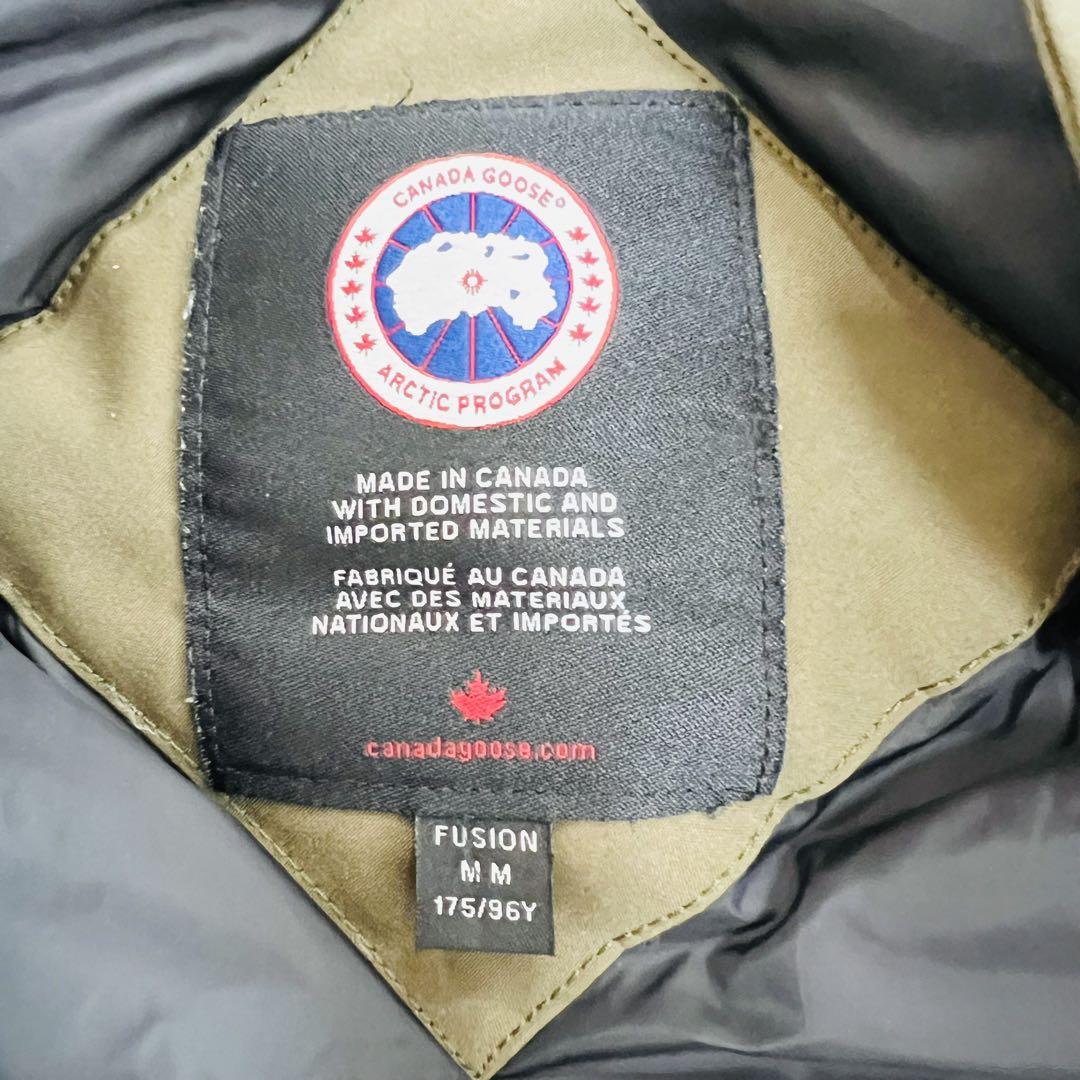 CANADA GOOSE®
ARCTIC PROGRAM
MADE IN CANADA
WITH DOMESTIC AND
IMPORTED MATERIALS
FABRIQUÉ AU CANADA
AVEC DES MATERIAUX
NATIONAUX ET IMPORTÉS
canadagoose.com
FUSION
M M
175/96Y